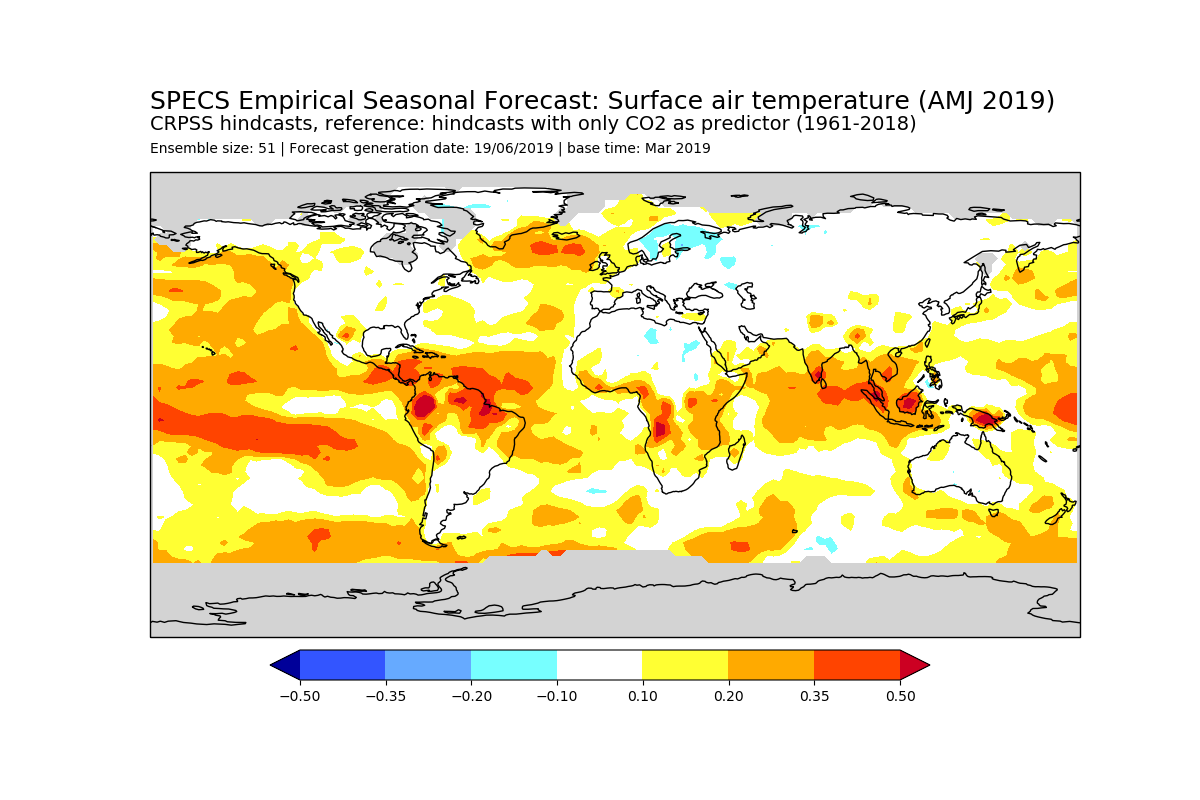 SPECS Empirical Seasonal Forecast: Surface air temperature (AMJ 2019)
CRPSS hindcasts, reference: hindcasts with only CO2 as predictor (1961-2018)
Ensemble size: 51 | Forecast generation date: 19/06/2019 | base time: Mar 2019
−0.50 −0.35 −0.20 −0.10 0.10 0.20 0.35 0.50